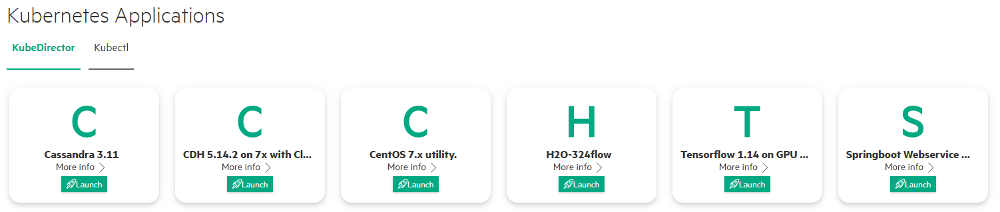 Kubernetes Applications
KubeDirector Kubectl
C C C H T S
Cassandra 3.11 CDH 5.14.2 on 7x with Cl... CentOS 7.x utility. H2O-324flow Tensorflow 1.14 on GPU ... Springboot Webservice ...
More info More info More info More info More info More info
Launch Launch Launch Launch Launch Launch